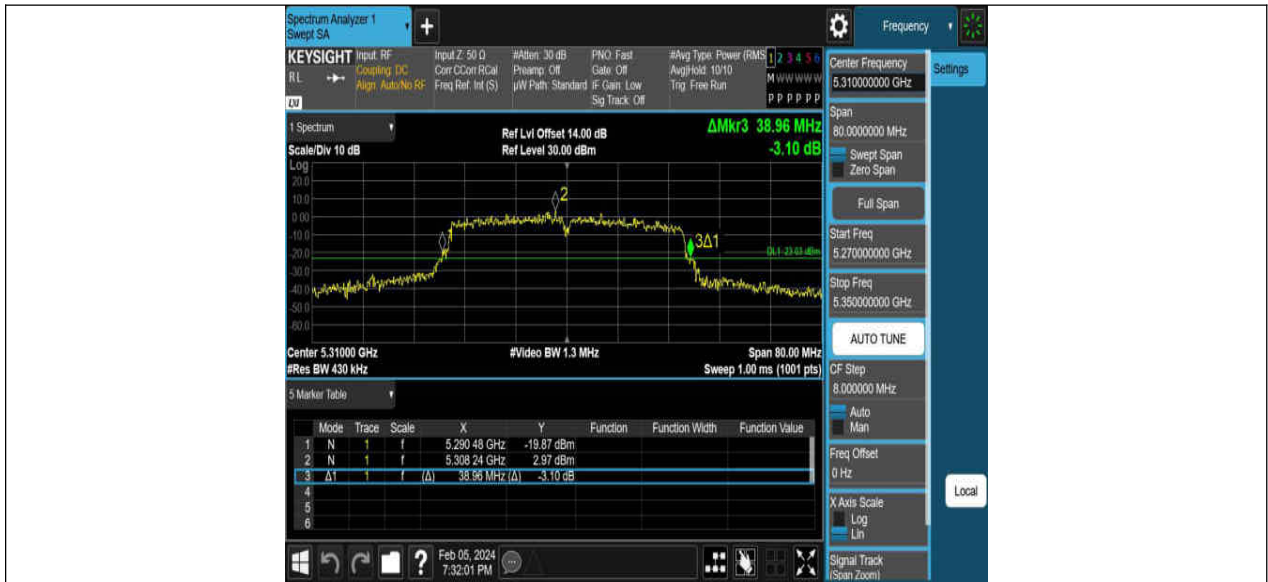 Spectrum Analyzer 1
Swept SA
+
Frequency
KEYSIGHT
RL
Input: RF
Coupling: DC
Align: Auto/No RF
Input Z: 50 Ω
Corr CCorr RCal
Freq Ref: Int (S)
#Atten: 30 dB
Preamp: Off
µW Path: Standard
PNO: Fast
Gate: Off
IF Gain: Low
Sig Track: Off
#Avg Type: Power (RMS
Avg|Hold: 10/10
Trig: Free Run
1 2 3 4 5 6
M W W W W W
P P P P P P
1 Spectrum
Scale/Div 10 dB
Ref Lvl Offset 14.00 dB
Ref Level 30.00 dBm
ΔMkr3 38.96 MHz
-3.10 dB
Log
20.0
10.0
0.00
-10.0
-20.0
-30.0
-40.0
-50.0
-60.0
2
3Δ1
DL1 -23.03 dBm
Center 5.31000 GHz
#Res BW 430 kHz
#Video BW 1.3 MHz
Span 80.00 MHz
Sweep 1.00 ms (1001 pts)
5 Marker Table
Mode Trace Scale X Y Function Function Width Function Value
1 N 1 f 5.290 48 GHz -19.87 dBm
2 N 1 f 5.308 24 GHz 2.97 dBm
3 Δ1 1 f (Δ) 38.96 MHz (Δ) -3.10 dB
4
5
6
Feb 05, 2024
7:32:01 PM
?
Center Frequency
5.310000000 GHz
Settings
Span
80.0000000 MHz
Swept Span
Zero Span
Full Span
Start Freq
5.270000000 GHz
Stop Freq
5.350000000 GHz
AUTO TUNE
CF Step
8.000000 MHz
Auto
Man
Freq Offset
0 Hz
X Axis Scale
Log
Lin
Local
Signal Track
(Span Zoom)